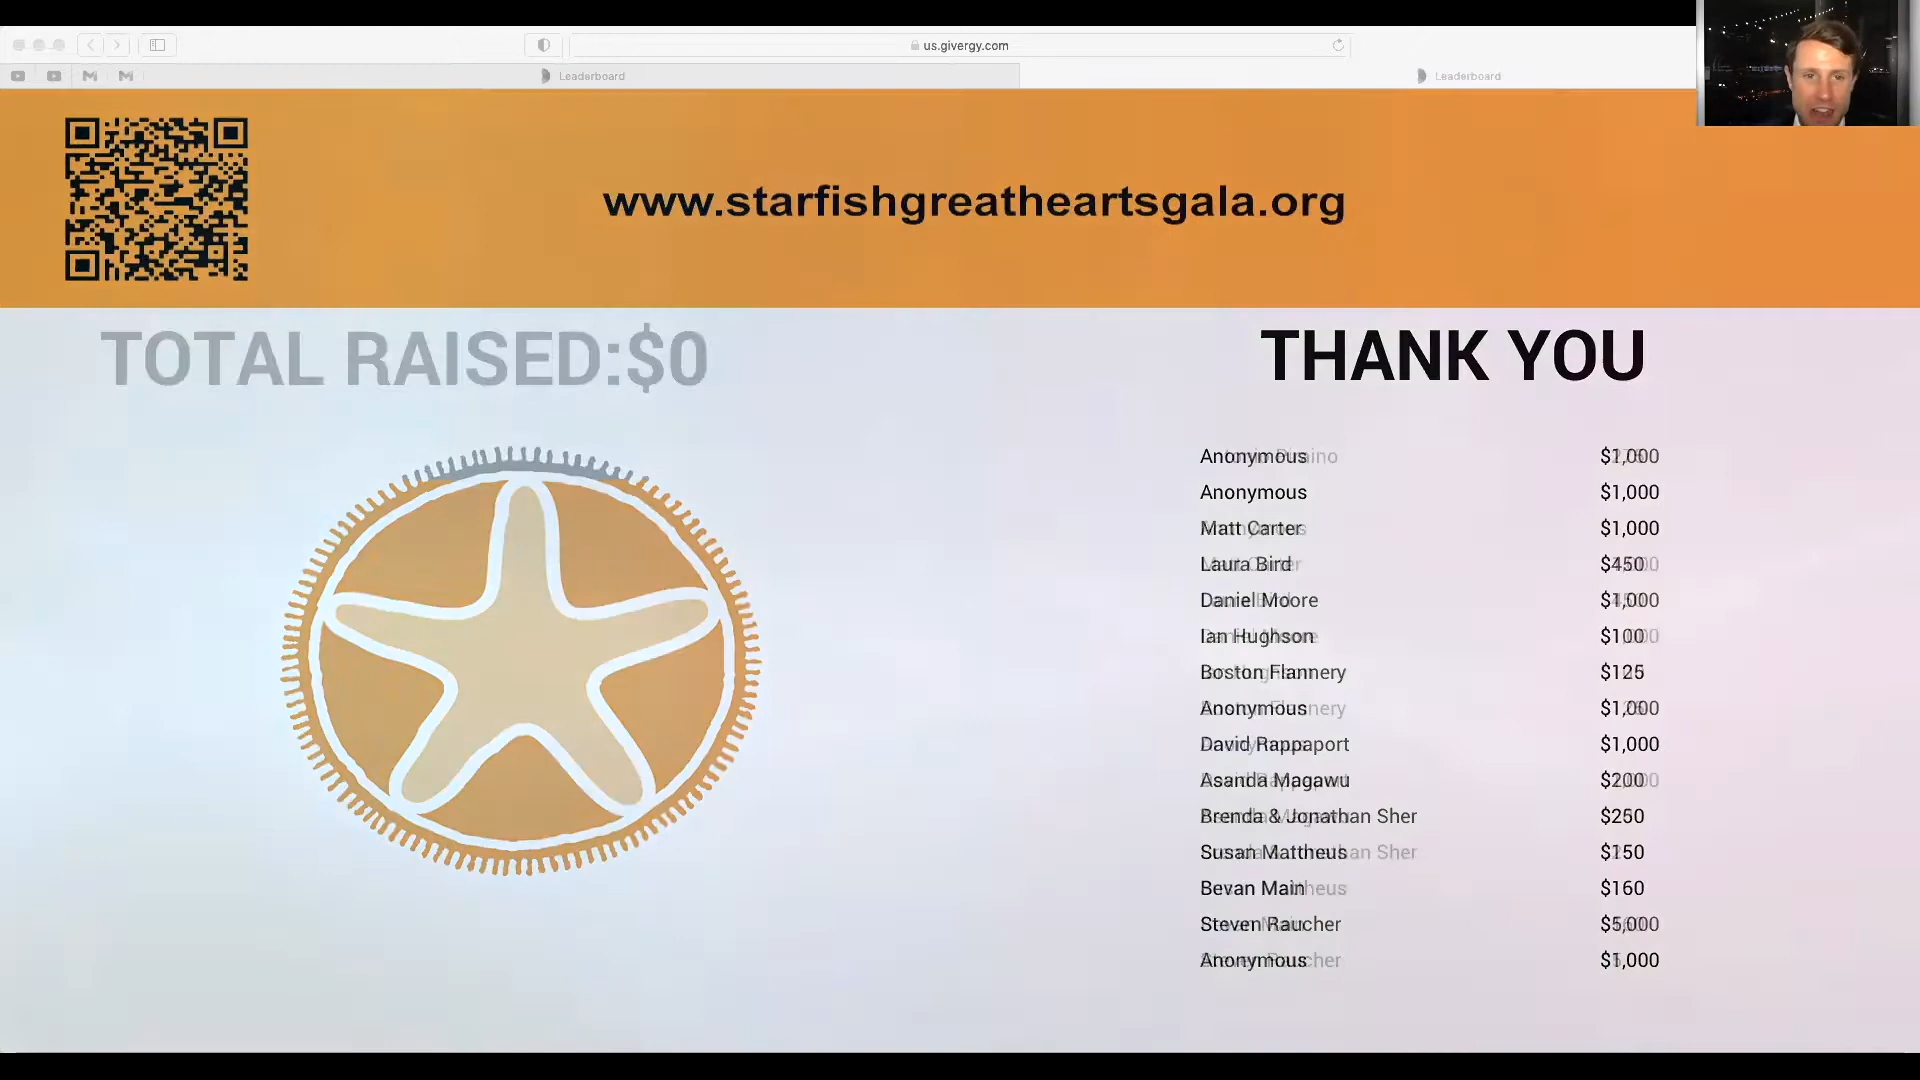 us.givergy.com
Leaderboard
Leaderboard
www.starfishgreatheartsgala.org
TOTAL RAISED:$0
THANK YOU
Anonymous $1,000
Anonymous $1,000
Matt Carter $1,000
Laura Bird $450
Daniel Moore $1,000
Ian Hughson $100
Boston Flannery $125
Anonymous $1,000
David Rappaport $1,000
Asanda Magawu $200
Brenda & Jonathan Sher $250
Susan Mattheus $150
Bevan Main $160
Steven Raucher $5,000
Anonymous $1,000